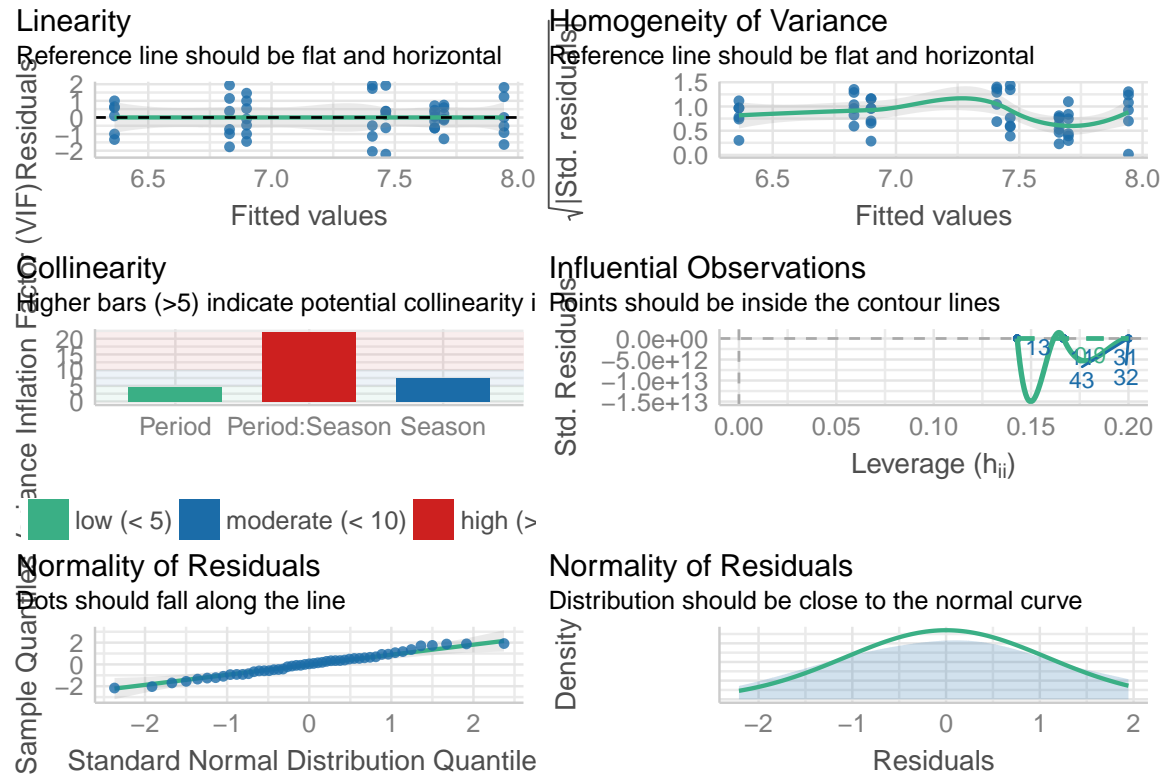 Linearity
Reference line should be flat and horizontal
Residuals
2
1
0
−1
−2
6.5 7.0 7.5 8.0
Fitted values
Homogeneity of Variance
Reference line should be flat and horizontal
√|Std. residuals|
1.5
1.0
0.5
0.0
6.5 7.0 7.5 8.0
Fitted values
Collinearity
Higher bars (>5) indicate potential collinearity i
Variance Inflation Factor (VIF)
20
15
10
5
0
Period Period:Season Season
low (< 5) moderate (< 10) high (>
Influential Observations
Points should be inside the contour lines
Std. Residuals
0.0e+00
−5.0e+12
−1.0e+13
−1.5e+13
13
31
43
32
0.00 0.05 0.10 0.15 0.20
Leverage (hii)
Normality of Residuals
Dots should fall along the line
Sample Quantiles
2
0
−2
−2 −1 0 1 2
Standard Normal Distribution Quantile
Normality of Residuals
Distribution should be close to the normal curve
Density
−2 −1 0 1 2
Residuals